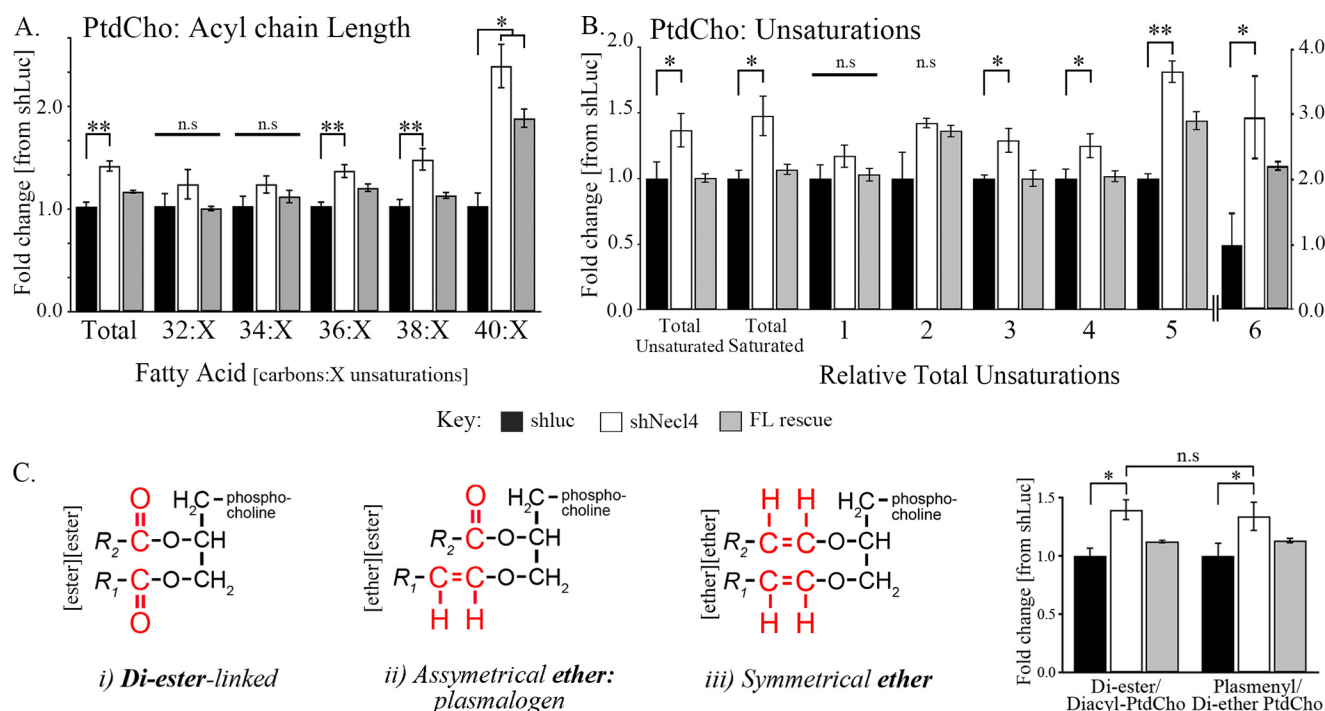 A. PtdCho: Acyl chain Length
Fold change [from shLuc]
2.0
1.0
0.0
** n.s n.s ** ** *
Total 32:X 34:X 36:X 38:X 40:X
Fatty Acid [carbons:X unsaturations]
B. PtdCho: Unsaturations
Fold change [from shLuc]
2.0
1.5
1.0
0.5
0.0
* * n.s n.s * * ** *
4.0
3.0
2.0
1.0
0.0
Total Unsaturated
Total Saturated
1 2 3 4 5 6
Relative Total Unsaturations
Key: shluc shNecl4 FL rescue
C.
[ester][ester]
O
H2C–phospho-
choline
R2–C–O–CH
R1–C–O–CH2
O
i) Di-ester-linked
[ether][ester]
O
H2C–phospho-
choline
R2–C–O–CH
R1–C=C–O–CH2
H H
ii) Assymetrical ether:
plasmalogen
[ether][ether]
H H
H2C–phospho-
choline
R2–C=C–O–CH
R1–C=C–O–CH2
H H
iii) Symmetrical ether
Fold change [from shLuc]
1.5
1.0
0.5
0.0
n.s
* *
Di-ester/
Diacyl-PtdCho
Plasmenyl/
Di-ether PtdCho